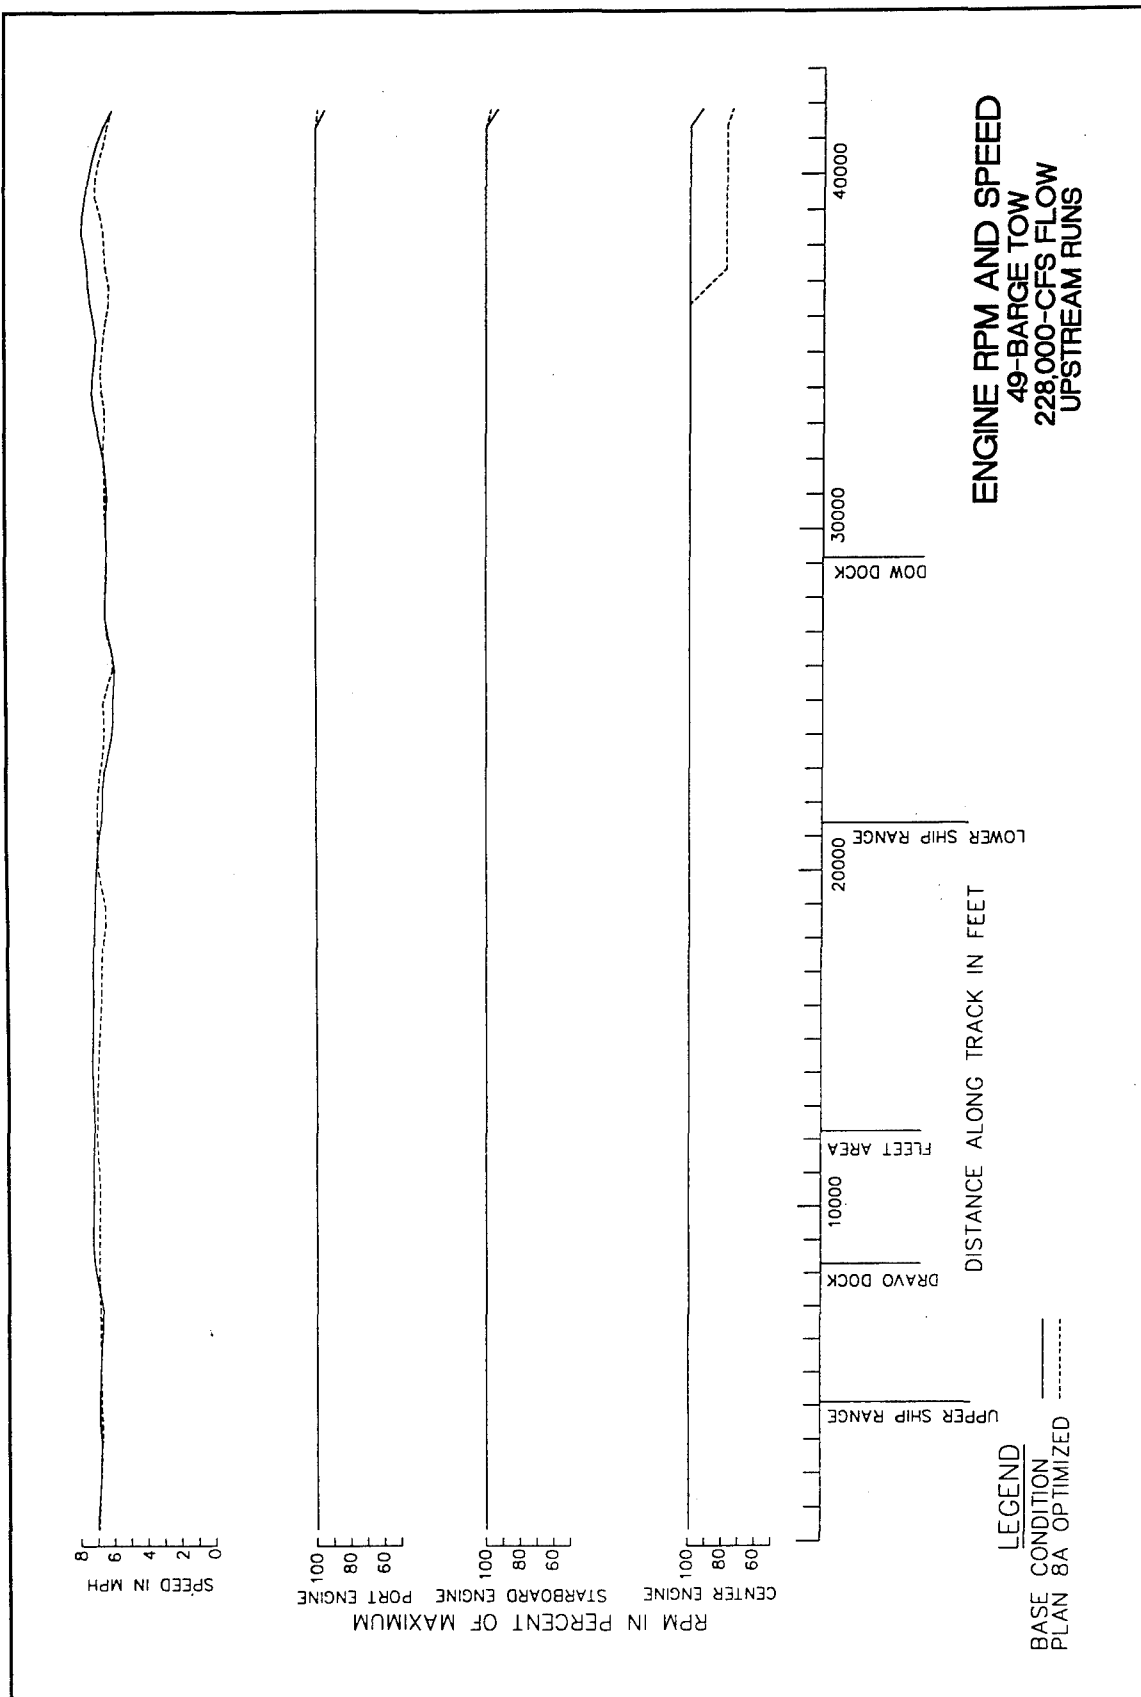 8
6
4
2
0
SPEED IN MPH
100
80
60
PORT ENGINE
100
80
60
STARBOARD ENGINE
100
80
60
CENTER ENGINE
RPM IN PERCENT OF MAXIMUM
10000
20000
30000
40000
UPPER SHIP RANGE
DRAVO DOCK
FLEET AREA
LOWER SHIP RANGE
DOW DOCK
DISTANCE ALONG TRACK IN FEET
LEGEND
BASE CONDITION
PLAN 8A OPTIMIZED
ENGINE RPM AND SPEED
49-BARGE TOW
228,000-CFS FLOW
UPSTREAM RUNS